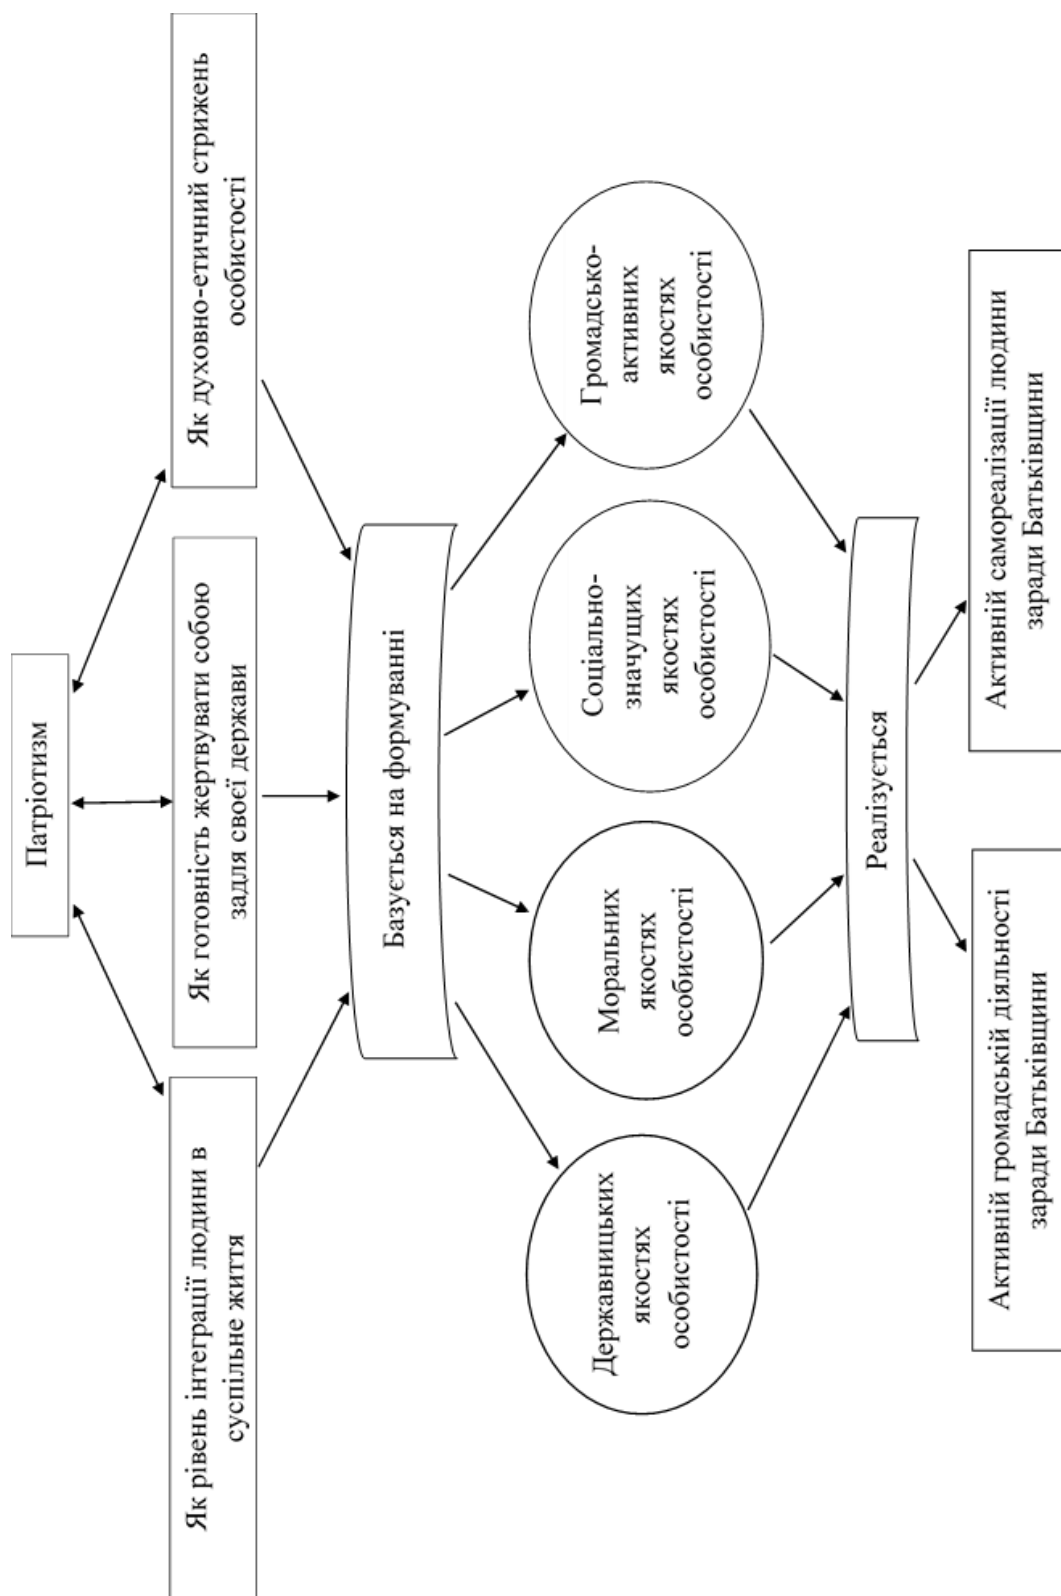 Патріотизм
Як рівень інтеграції людини в
суспільне життя
Як готовність жертвувати собою
задля своєї держави
Як духовно-етичний стрижень
особистості
Базується на формуванні
Державницьких
якостях
особистості
Моральних
якостях
особистості
Соціально-
значущих
якостях
особистості
Громадсько-
активних
якостях
особистості
Реалізується
Активній громадській діяльності
заради Батьківщини
Активній самореалізації людини
заради Батьківщини